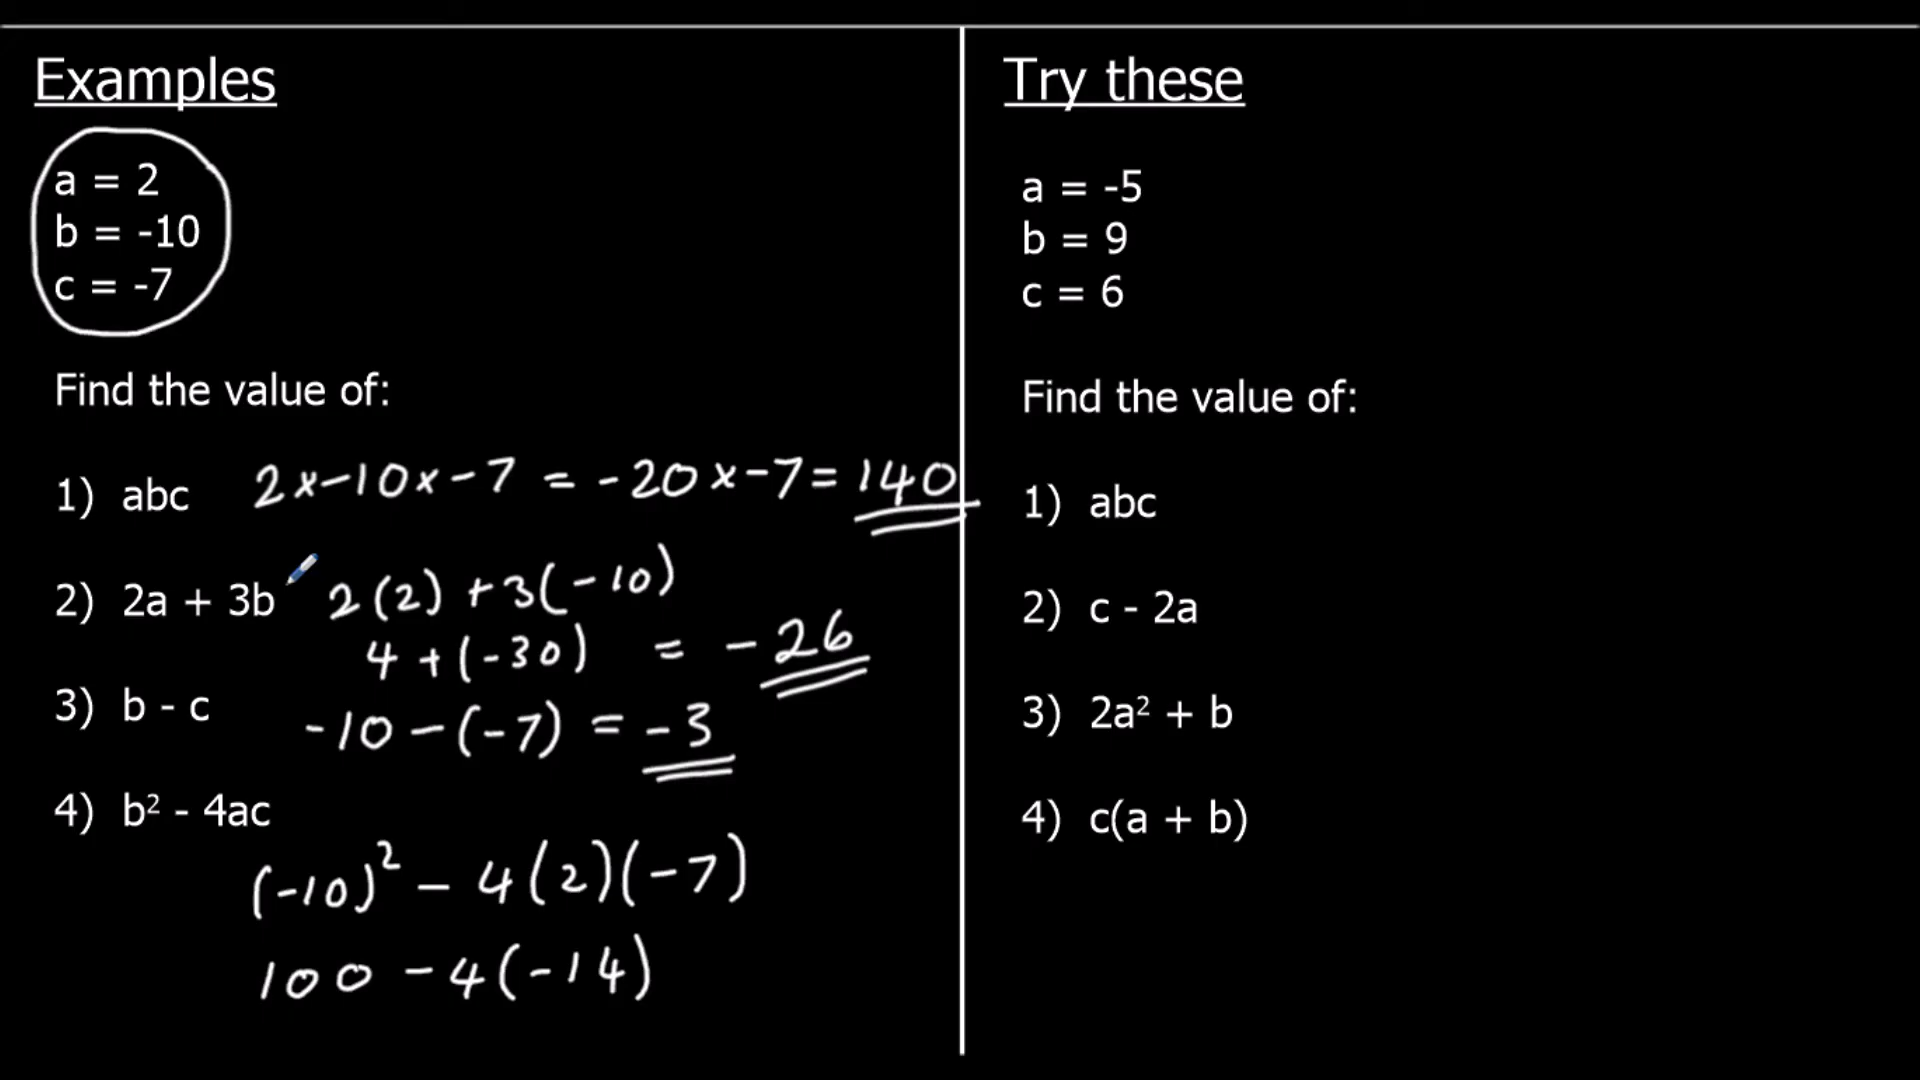 Examples
a = 2
b = -10
c = -7
Find the value of:
1) abc 2x-10x-7 = -20x-7=140
2) 2a + 3b 2(2)+3(-10)
4+(-30) = -26
3) b - c -10-(-7) = -3
4) b² - 4ac
(-10)² - 4(2)(-7)
100 -4(-14)
Try these
a = -5
b = 9
c = 6
Find the value of:
1) abc
2) c - 2a
3) 2a² + b
4) c(a + b)